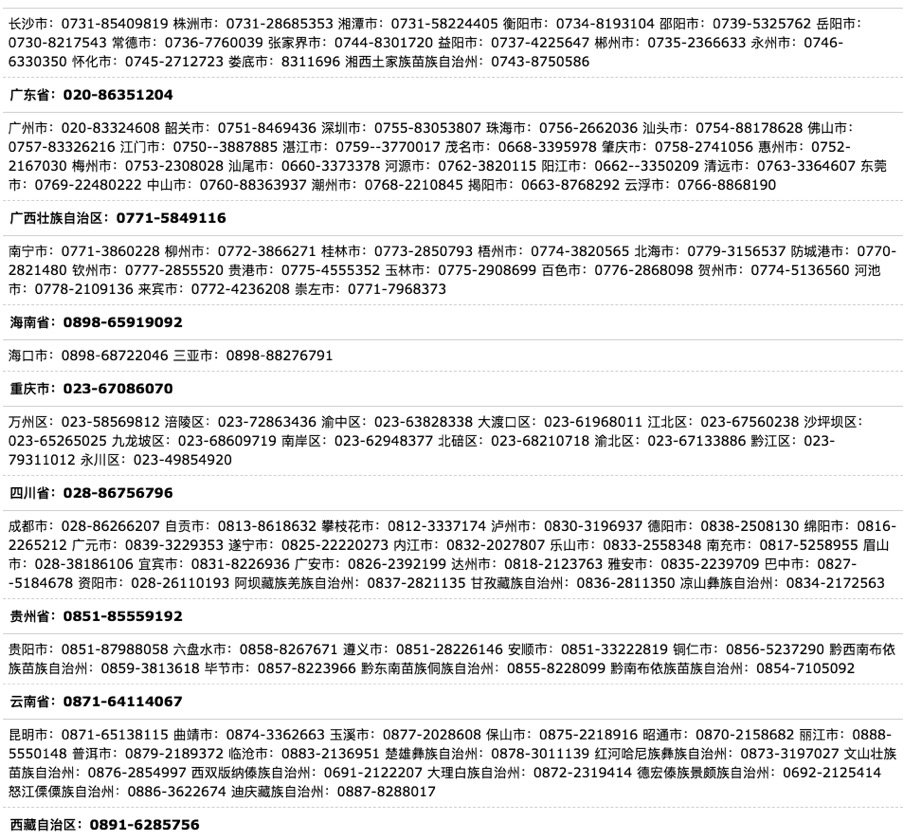 长沙市：0731-85409819 株洲市：0731-28685353 湘潭市：0731-58224405 衡阳市：0734-8193104 邵阳市：0739-5325762 岳阳市：
0730-8217543 常德市：0736-7760039 张家界市：0744-8301720 益阳市：0737-4225647 郴州市：0735-2366633 永州市：0746-
6330350 怀化市：0745-2712723 娄底市：8311696 湘西土家族苗族自治州：0743-8750586
广东省：020-86351204
广州市：020-83324608 韶关市：0751-8469436 深圳市：0755-83053807 珠海市：0756-2662036 汕头市：0754-88178628 佛山市：
0757-83326216 江门市：0750--3887885 湛江市：0759--3770017 茂名市：0668-3395978 肇庆市：0758-2741056 惠州市：0752-
2167030 梅州市：0753-2308028 汕尾市：0660-3373378 河源市：0762-3820115 阳江市：0662--3350209 清远市：0763-3364607 东莞
市：0769-22480222 中山市：0760-88363937 潮州市：0768-2210845 揭阳市：0663-8768292 云浮市：0766-8868190
广西壮族自治区：0771-5849116
南宁市：0771-3860228 柳州市：0772-3866271 桂林市：0773-2850793 梧州市：0774-3820565 北海市：0779-3156537 防城港市：0770-
2821480 钦州市：0777-2855520 贵港市：0775-4555352 玉林市：0775-2908699 百色市：0776-2868098 贺州市：0774-5136560 河池
市：0778-2109136 来宾市：0772-4236208 崇左市：0771-7968373
海南省：0898-65919092
海口市：0898-68722046 三亚市：0898-88276791
重庆市：023-67086070
万州区：023-58569812 涪陵区：023-72863436 渝中区：023-63828338 大渡口区：023-61968011 江北区：023-67560238 沙坪坝区：
023-65265025 九龙坡区：023-68609719 南岸区：023-62948377 北碚区：023-68210718 渝北区：023-67133886 黔江区：023-
79311012 永川区：023-49854920
四川省：028-86756796
成都市：028-86266207 自贡市：0813-8618632 攀枝花市：0812-3337174 泸州市：0830-3196937 德阳市：0838-2508130 绵阳市：0816-
2265212 广元市：0839-3229353 遂宁市：0825-22220273 内江市：0832-2027807 乐山市：0833-2558348 南充市：0817-5258955 眉山
市：028-38186106 宜宾市：0831-8226936 广安市：0826-2392199 达州市：0818-2123763 雅安市：0835-2239709 巴中市：0827-
-5184678 资阳市：028-26110193 阿坝藏族羌族自治州：0837-2821135 甘孜藏族自治州：0836-2811350 凉山彝族自治州：0834-2172563
贵州省：0851-85559192
贵阳市：0851-87988058 六盘水市：0858-8267671 遵义市：0851-28226146 安顺市：0851-33222819 铜仁市：0856-5237290 黔西南布依
族苗族自治州：0859-3813618 毕节市：0857-8223966 黔东南苗族侗族自治州：0855-8228099 黔南布依族苗族自治州：0854-7105092
云南省：0871-64114067
昆明市：0871-65138115 曲靖市：0874-3362663 玉溪市：0877-2028608 保山市：0875-2218916 昭通市：0870-2158682 丽江市：0888-
5550148 普洱市：0879-2189372 临沧市：0883-2136951 楚雄彝族自治州：0878-3011139 红河哈尼族彝族自治州：0873-3197027 文山壮族
苗族自治州：0876-2854997 西双版纳傣族自治州：0691-2122207 大理白族自治州：0872-2319414 德宏傣族景颇族自治州：0692-2125414
怒江傈僳族自治州：0886-3622674 迪庆藏族自治州：0887-8288017
西藏自治区：0891-6285756